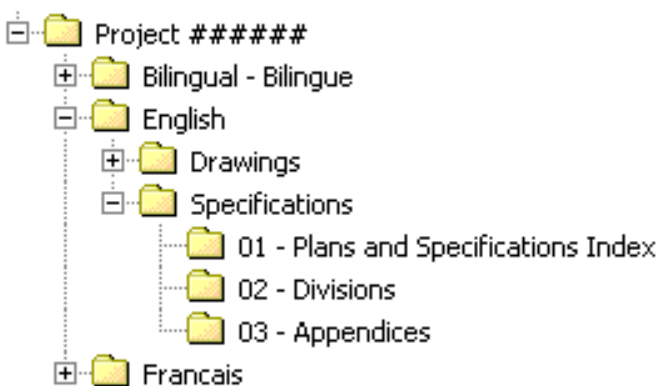 Project ######
Bilingual - Bilingue
English
Drawings
Specifications
01 - Plans and Specifications Index
02 - Divisions
03 - Appendices
Francais